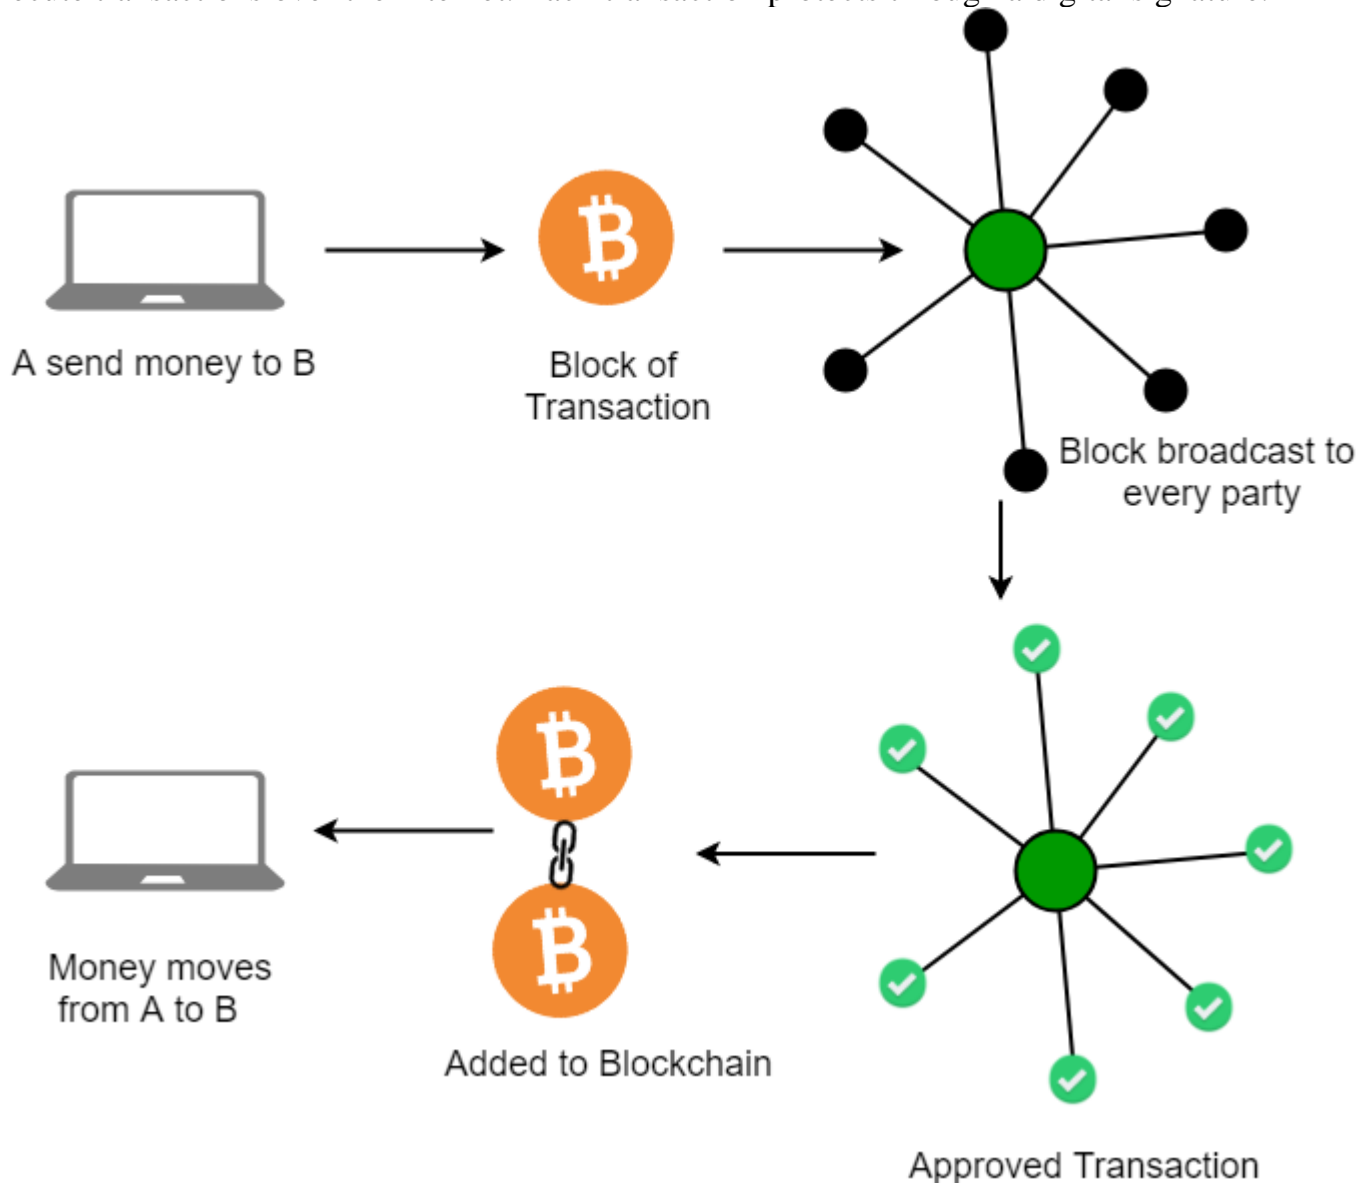 A send money to B
Block of
Transaction
Block broadcast to
every party
Money moves
from A to B
Added to Blockchain
Approved Transaction